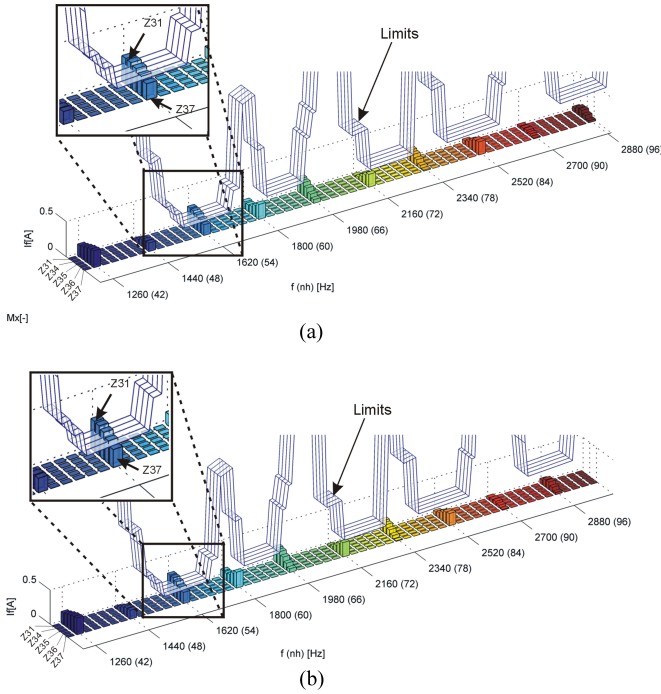 Z31
Z37
Limits
0.5
0
If[A]
Z31
Z34
Z35
Z36
Z37
1260 (42)
1440 (48)
1620 (54)
1800 (60)
1980 (66)
2160 (72)
2340 (78)
2520 (84)
2700 (90)
2880 (96)
f (nh) [Hz]
Mx[-]
(a)
Z31
Z37
Limits
0.5
0
If[A]
Z31
Z34
Z35
Z36
Z37
1260 (42)
1440 (48)
1620 (54)
1800 (60)
1980 (66)
2160 (72)
2340 (78)
2520 (84)
2700 (90)
2880 (96)
f (nh) [Hz]
(b)